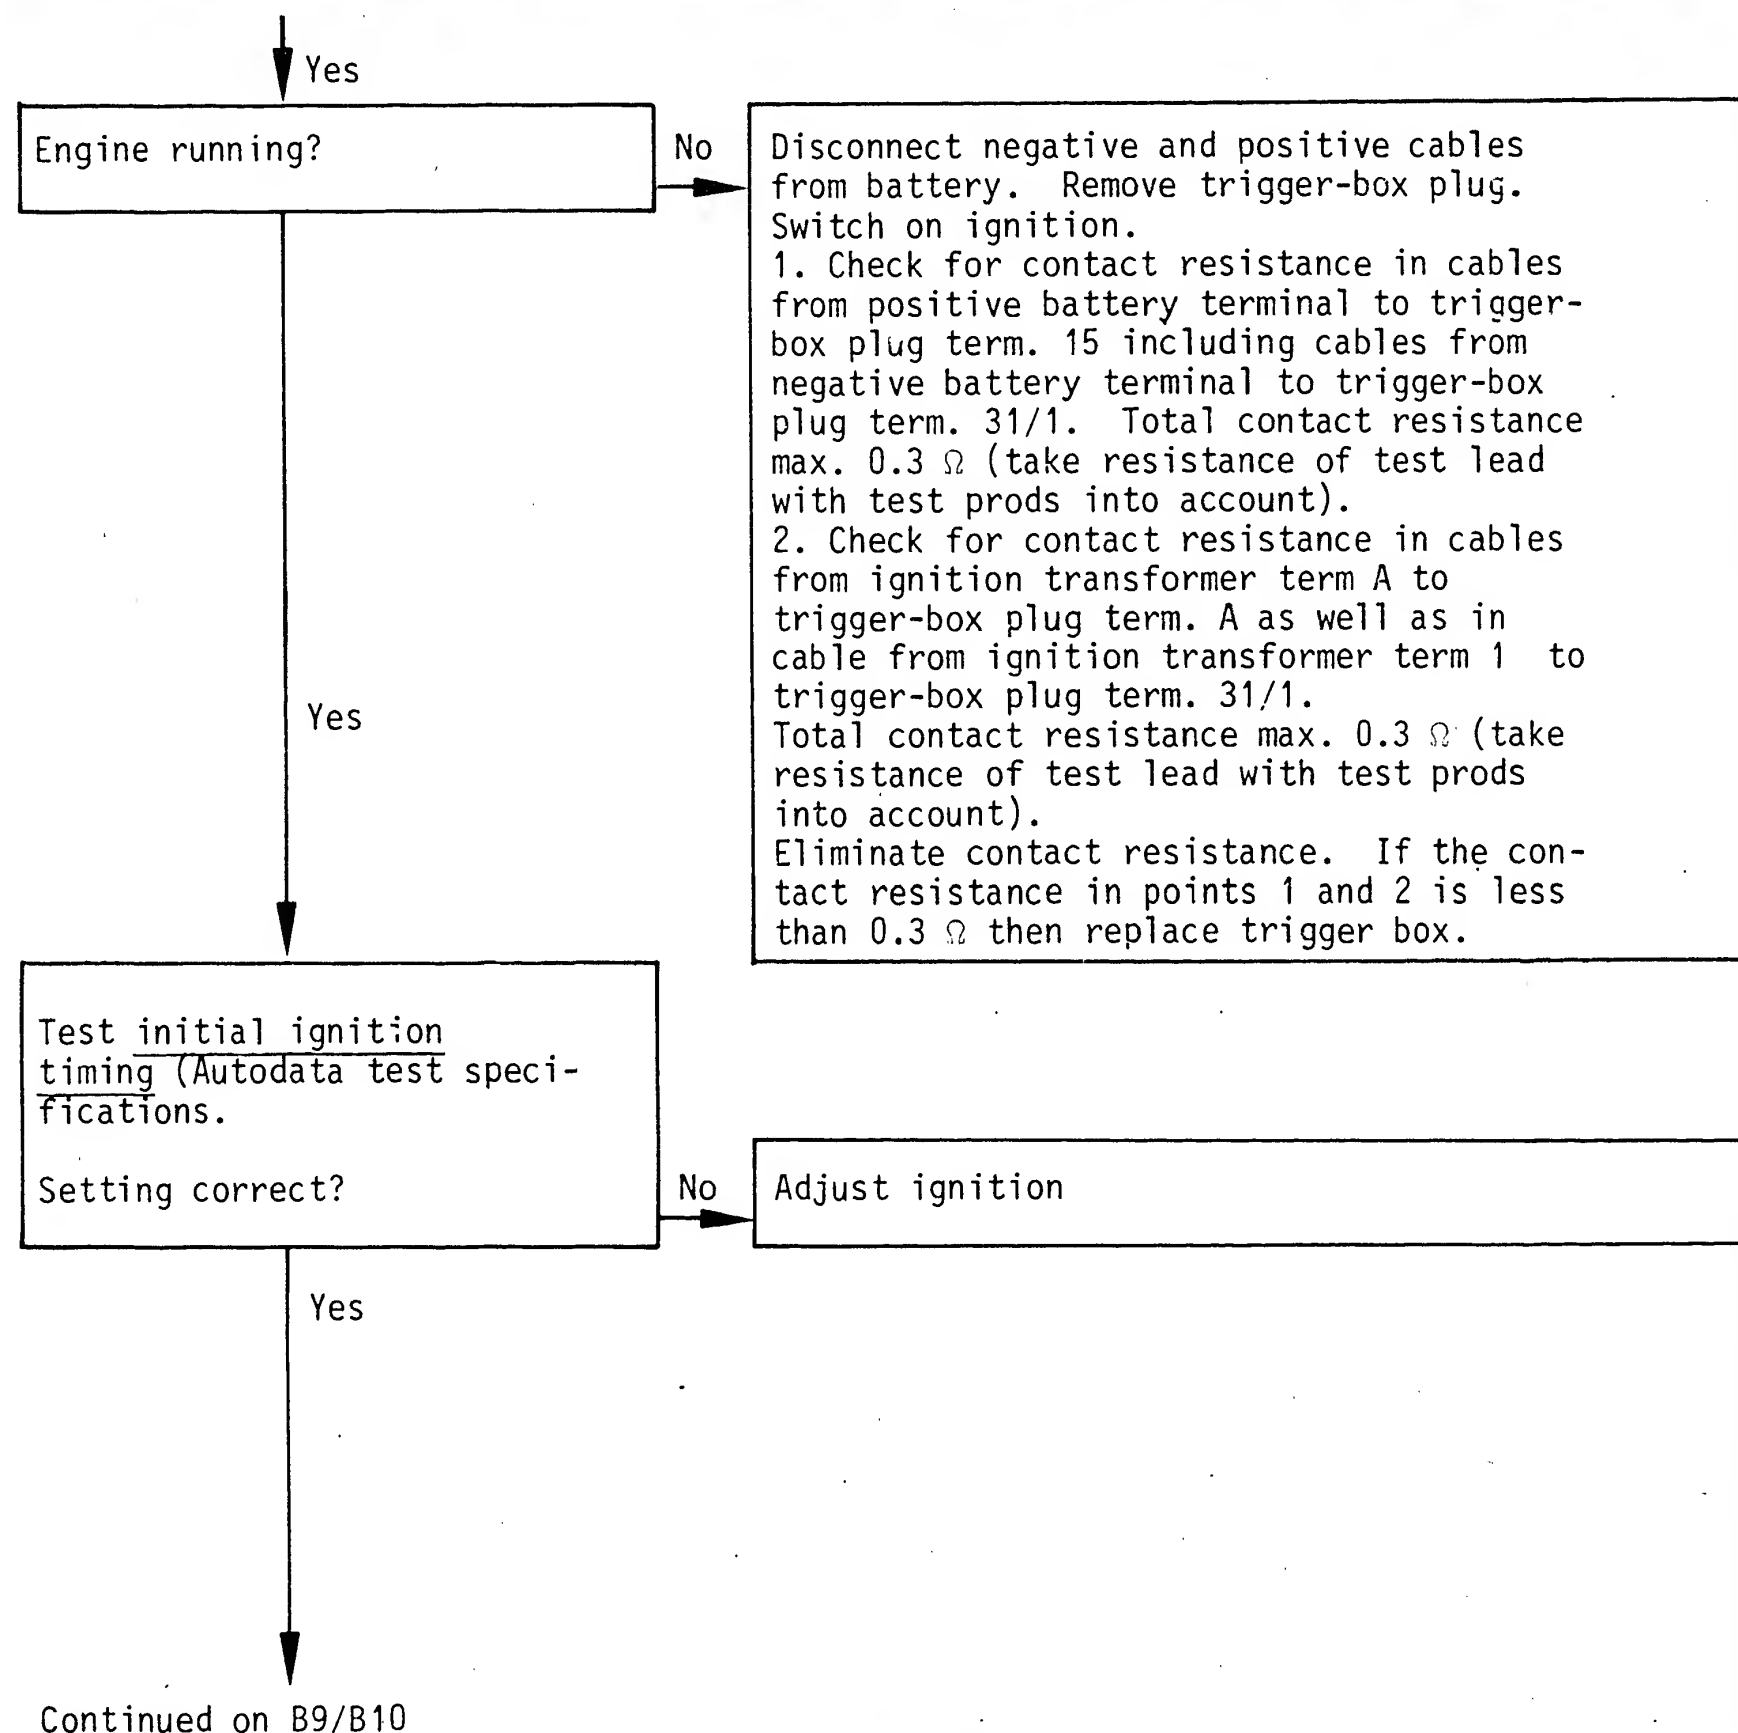 Yes
Engine running?
No
Disconnect negative and positive cables
from battery. Remove trigger-box plug.
Switch on ignition.
1. Check for contact resistance in cables
from positive battery terminal to trigger-
box plug term. 15 including cables from
negative battery terminal to trigger-box
plug term. 31/1. Total contact resistance
max. 0.3 Ω (take resistance of test lead
with test prods into account).
2. Check for contact resistance in cables
from ignition transformer term A to
trigger-box plug term. A as well as in
cable from ignition transformer term 1 to
trigger-box plug term. 31/1.
Total contact resistance max. 0.3 Ω (take
resistance of test lead with test prods
into account).
Eliminate contact resistance. If the con-
tact resistance in points 1 and 2 is less
than 0.3 Ω then replace trigger box.
Yes
Test initial ignition
timing (Autodata test speci-
fications.
Setting correct?
No
Adjust ignition
Yes
Continued on B9/B10